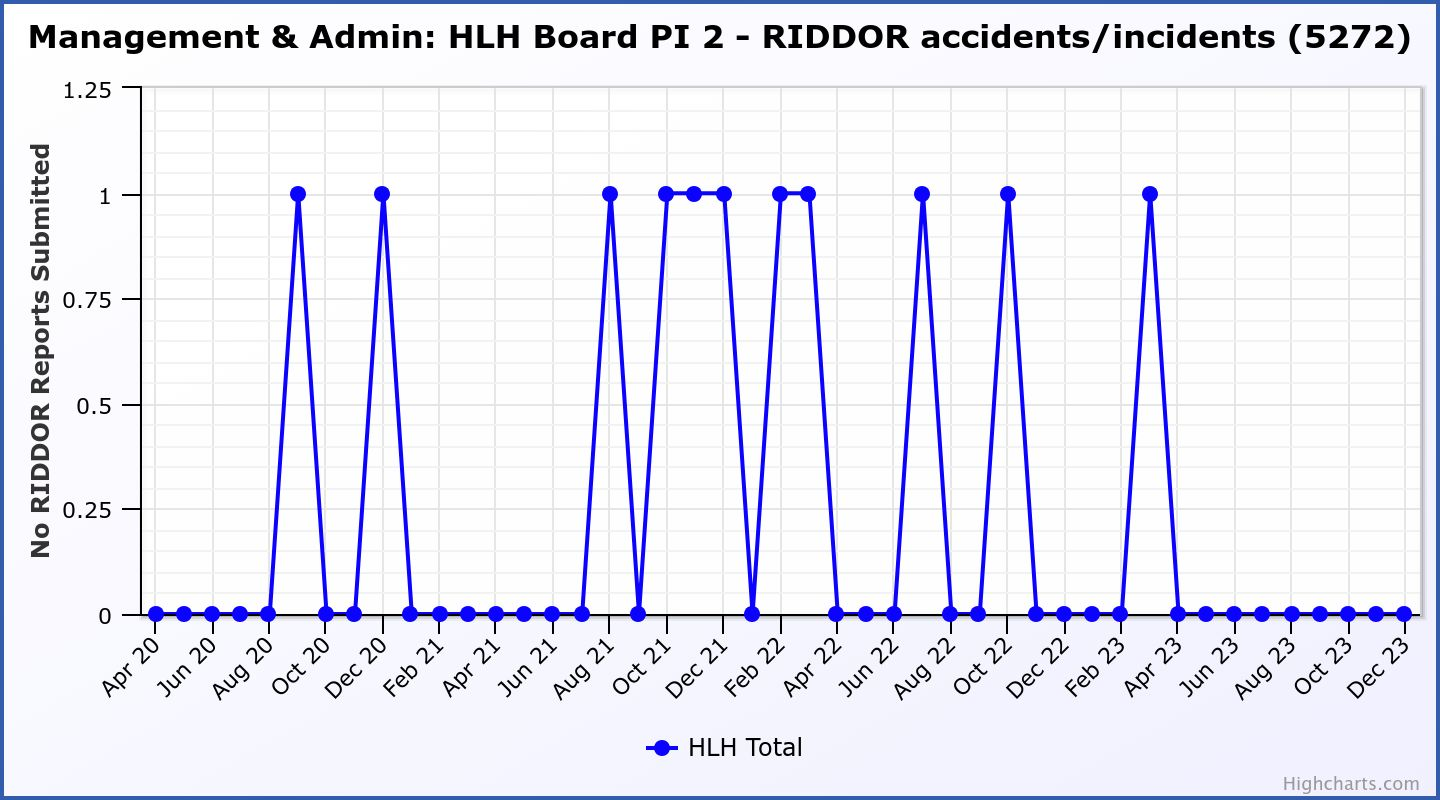 Management & Admin: HLH Board PI 2 – RIDDOR accidents/incidents (5272)
No RIDDOR Reports Submitted
1.25
1
0.75
0.5
0.25
0
Apr 20
Jun 20
Aug 20
Oct 20
Dec 20
Feb 21
Apr 21
Jun 21
Aug 21
Oct 21
Dec 21
Feb 22
Apr 22
Jun 22
Aug 22
Oct 22
Dec 22
Feb 23
Apr 23
Jun 23
Aug 23
Oct 23
Dec 23
HLH Total
Highcharts.com